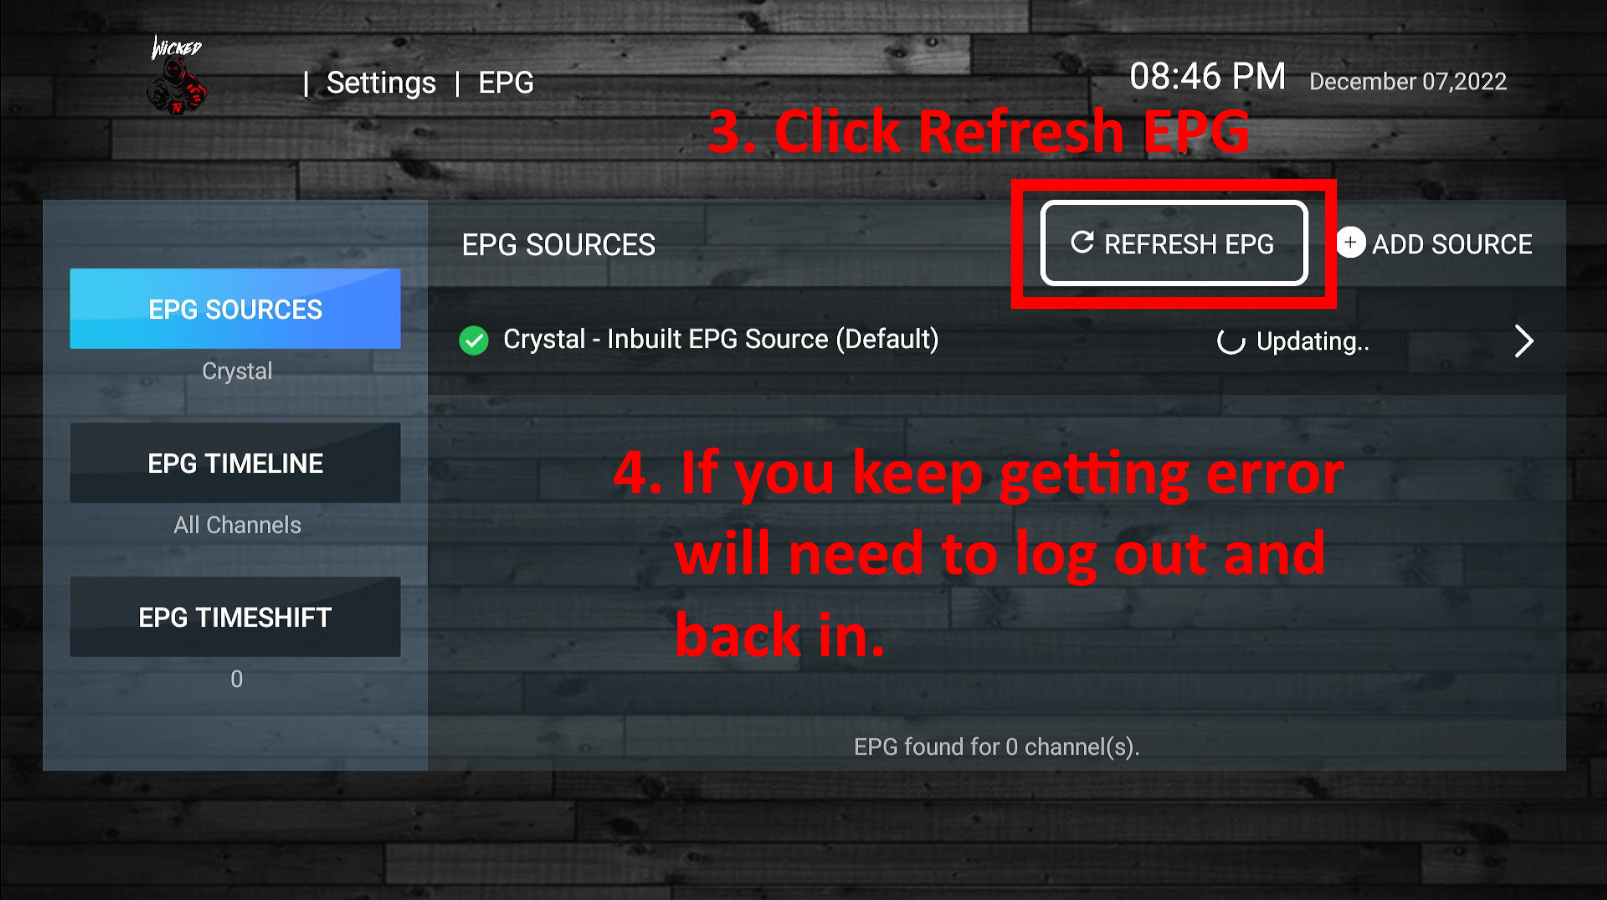 WICKED
TV
| Settings | EPG
08:46 PM December 07,2022
3. Click Refresh EPG
EPG SOURCES
Crystal
EPG TIMELINE
All Channels
EPG TIMESHIFT
0
EPG SOURCES
REFRESH EPG
ADD SOURCE
Crystal - Inbuilt EPG Source (Default)
Updating..
4. If you keep getting error
will need to log out and
back in.
EPG found for 0 channel(s).